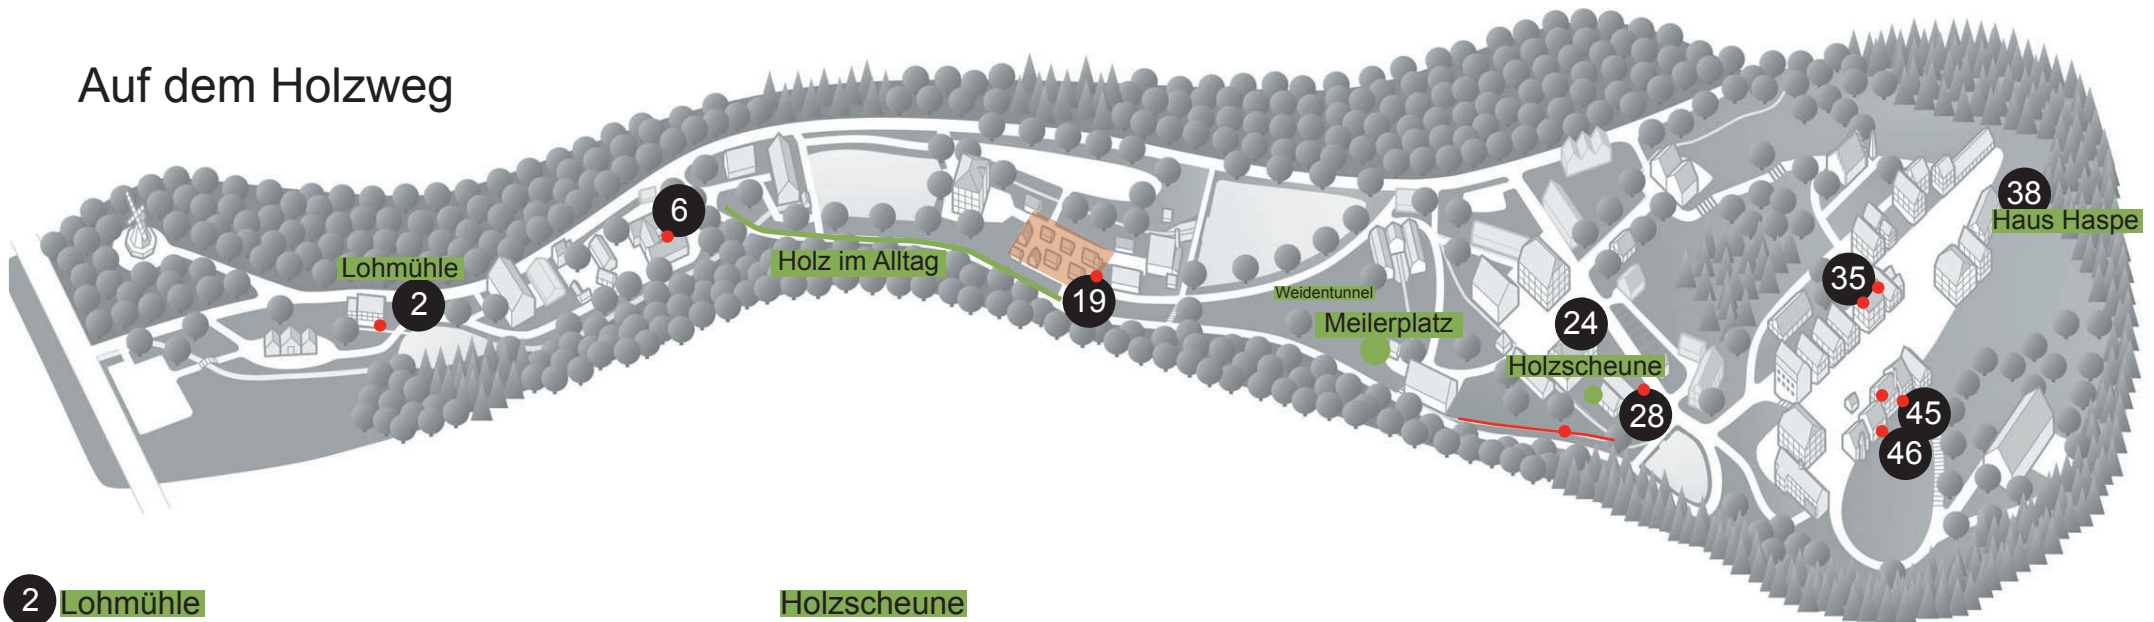 Auf dem Holzweg
6
38
Haus Haspe
Lohmühle
2
Holz im Alltag
19
35
Weidentunnel
Meilerplatz
24
Holzscheune
28
45
46
2 Lohmühle
Holzscheune